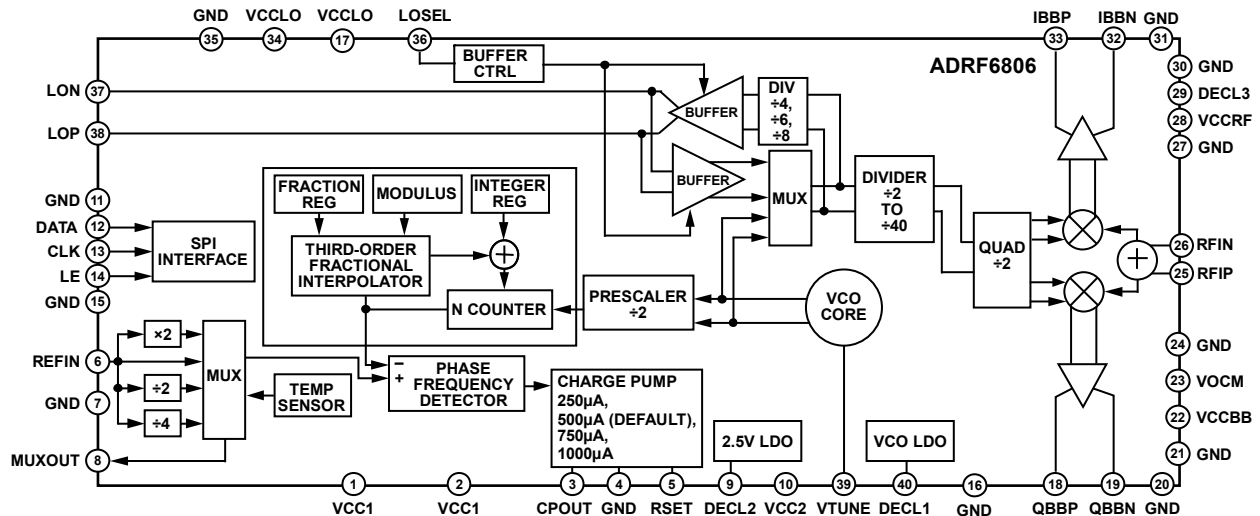 GND VCCLO VCCLO LOSEL IBBP IBBN GND
35 34 17 36 33 32 31
BUFFER
CTRL
ADRF6806
30 GND
29 DECL3
28 VCCRF
27 GND
LON 37
LOP 38
BUFFER
DIV
÷4,
÷6,
÷8
BUFFER
MUX
DIVIDER
÷2
TO
÷40
QUAD
÷2
26 RFIN
25 RFIP
+
FRACTION
REG
MODULUS
INTEGER
REG
THIRD-ORDER
FRACTIONAL
INTERPOLATOR
+
N COUNTER
PRESCALER
÷2
VCO
CORE
GND 11
DATA 12
CLK 13
LE 14
GND 15
SPI
INTERFACE
REFIN 6
GND 7
MUXOUT 8
×2
÷2
÷4
MUX
TEMP
SENSOR
–
+
PHASE
FREQUENCY
DETECTOR
CHARGE PUMP
250µA,
500µA (DEFAULT),
750µA,
1000µA
2.5V LDO
VCO LDO
24 GND
23 VOCM
22 VCCBB
21 GND
1 2 3 4 5 9 10 39 40 16 18 19 20
VCC1 VCC1 CPOUT GND RSET DECL2 VCC2 VTUNE DECL1 GND QBBP QBBN GND